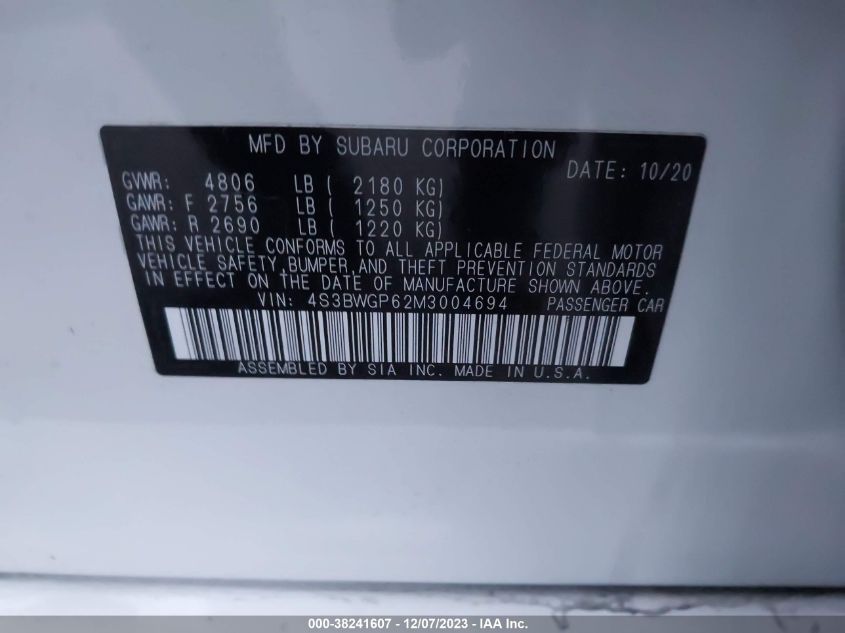 MFD BY SUBARU CORPORATION
DATE: 10/20
GVWR: 4806 LB ( 2180 KG)
GAWR: F 2756 LB ( 1250 KG)
GAWR: R 2690 LB ( 1220 KG)
THIS VEHICLE CONFORMS TO ALL APPLICABLE FEDERAL MOTOR
VEHICLE SAFETY,BUMPER,AND THEFT PREVENTION STANDARDS
IN EFFECT ON THE DATE OF MANUFACTURE SHOWN ABOVE.
VIN: 4S3BWGP62M3004694 PASSENGER CAR
ASSEMBLED BY SIA INC. MADE IN U.S.A.
000-38241607 - 12/07/2023 - IAA Inc.